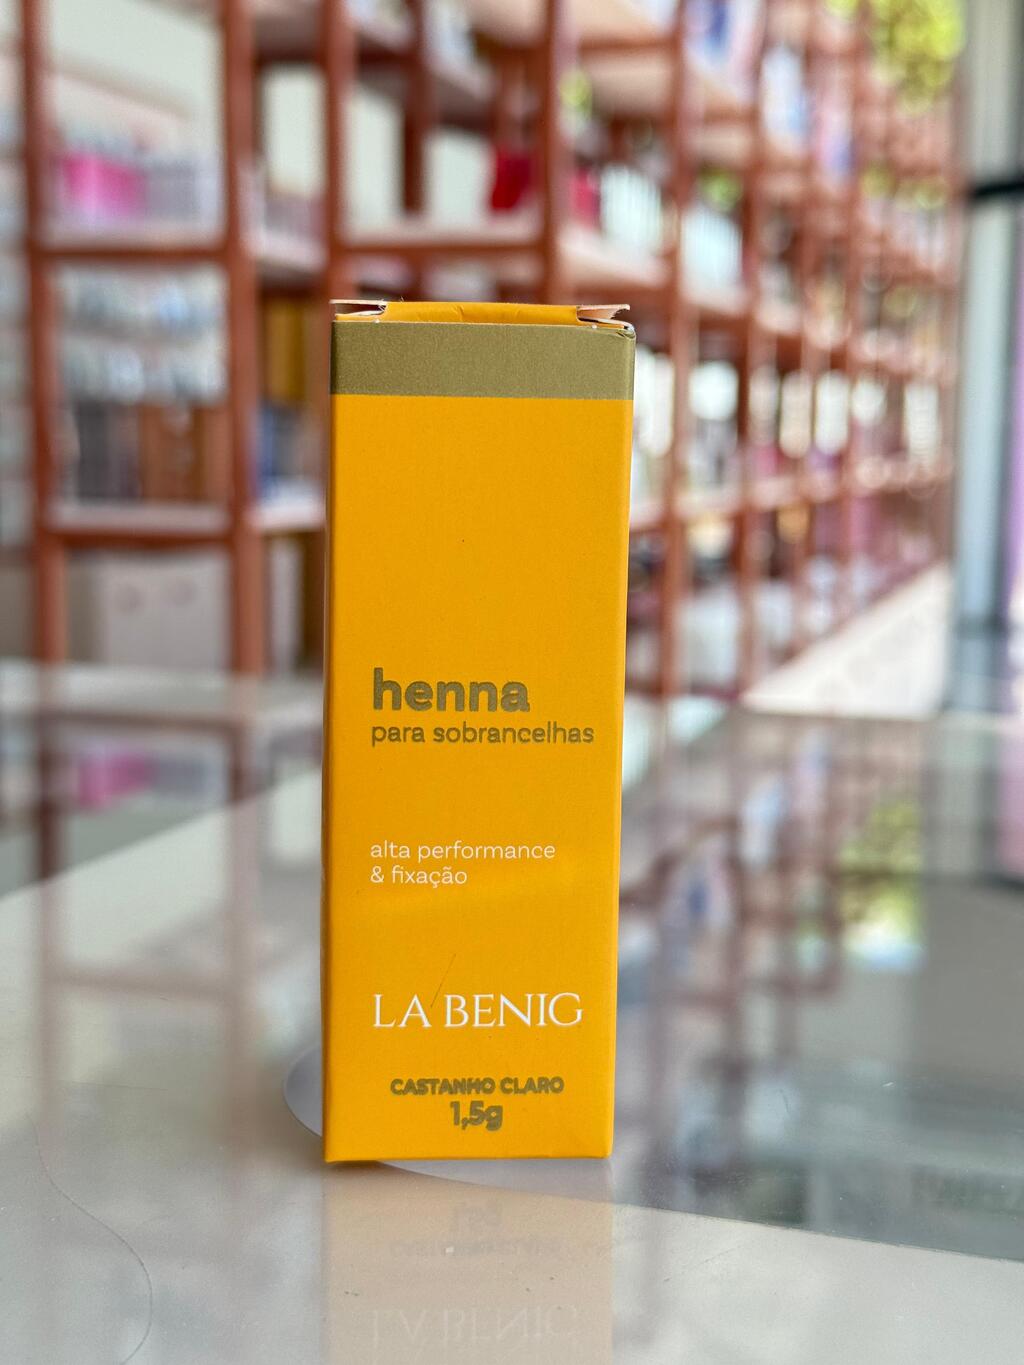 henna
para sobrancelhas
alta performance
& fixação
LA BENIG
CASTANHO CLARO
1,5g